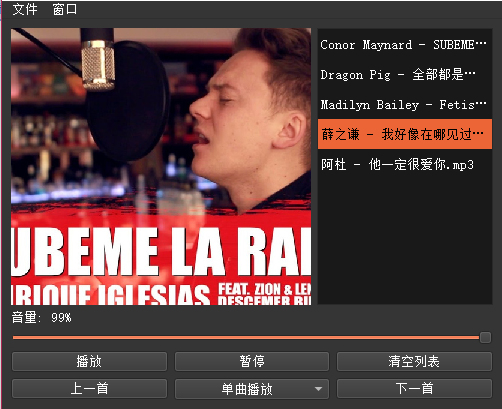 文件 窗口
Conor Maynard - SUBEME…
Dragon Pig - 全部都是…
Madilyn Bailey - Fetis…
薛之谦 - 我好像在哪见过…
阿杜 - 他一定很爱你.mp3
UBEME LA RA
NRIQUE IGLESIAS FEAT. ZION & LE
DESCEMER B
音量: 99%
播放 暂停 清空列表
上一首 单曲播放 下一首